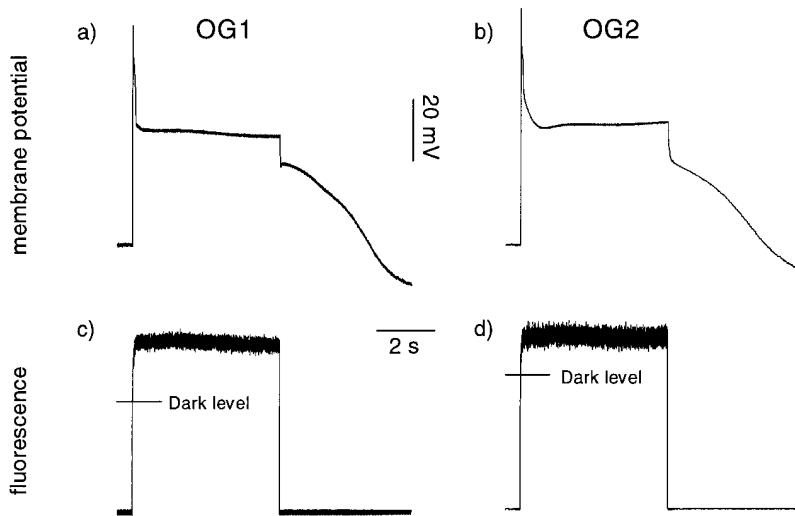 a)
OG1
b)
OG2
membrane potential
20 mV
c)
2 s
d)
Dark level
Dark level
fluorescence